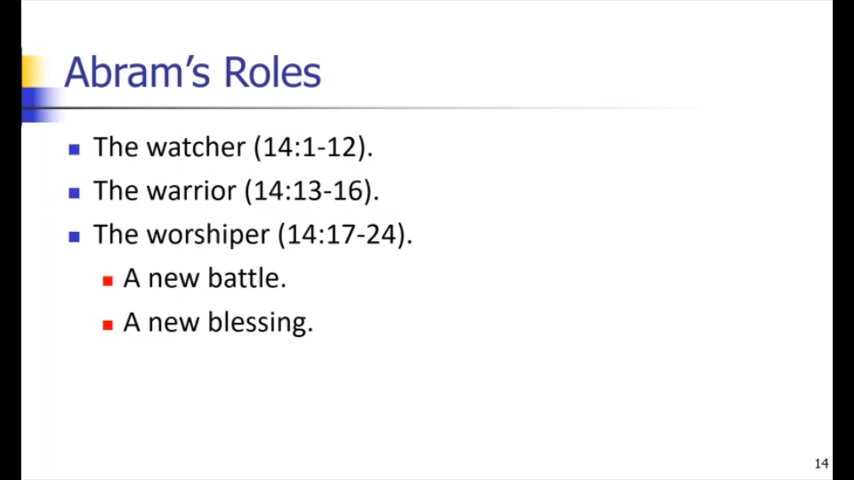 Abram's Roles
The watcher (14:1-12).
The warrior (14:13-16).
The worshiper (14:17-24).
A new battle.
A new blessing.
14